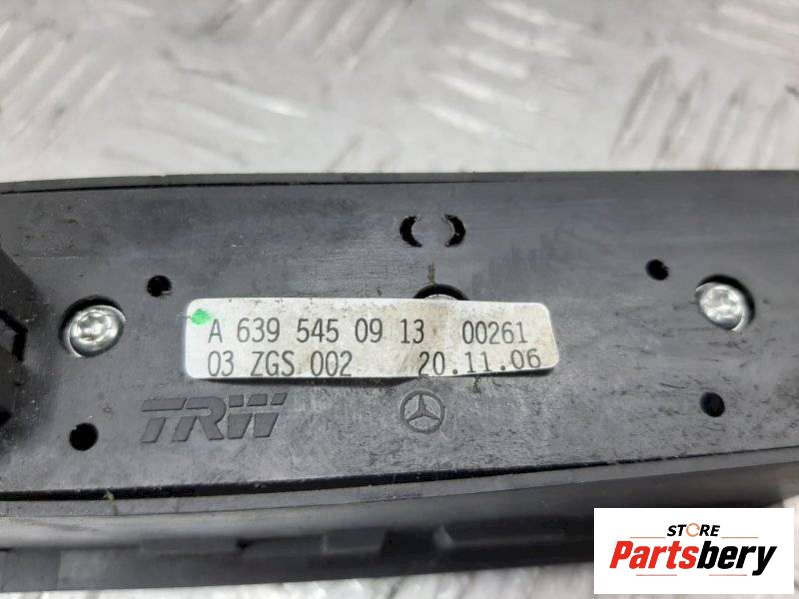 A 639 545 09 13 00261
03 ZGS 002 20.11.06
TRW
STORE
Partsbery